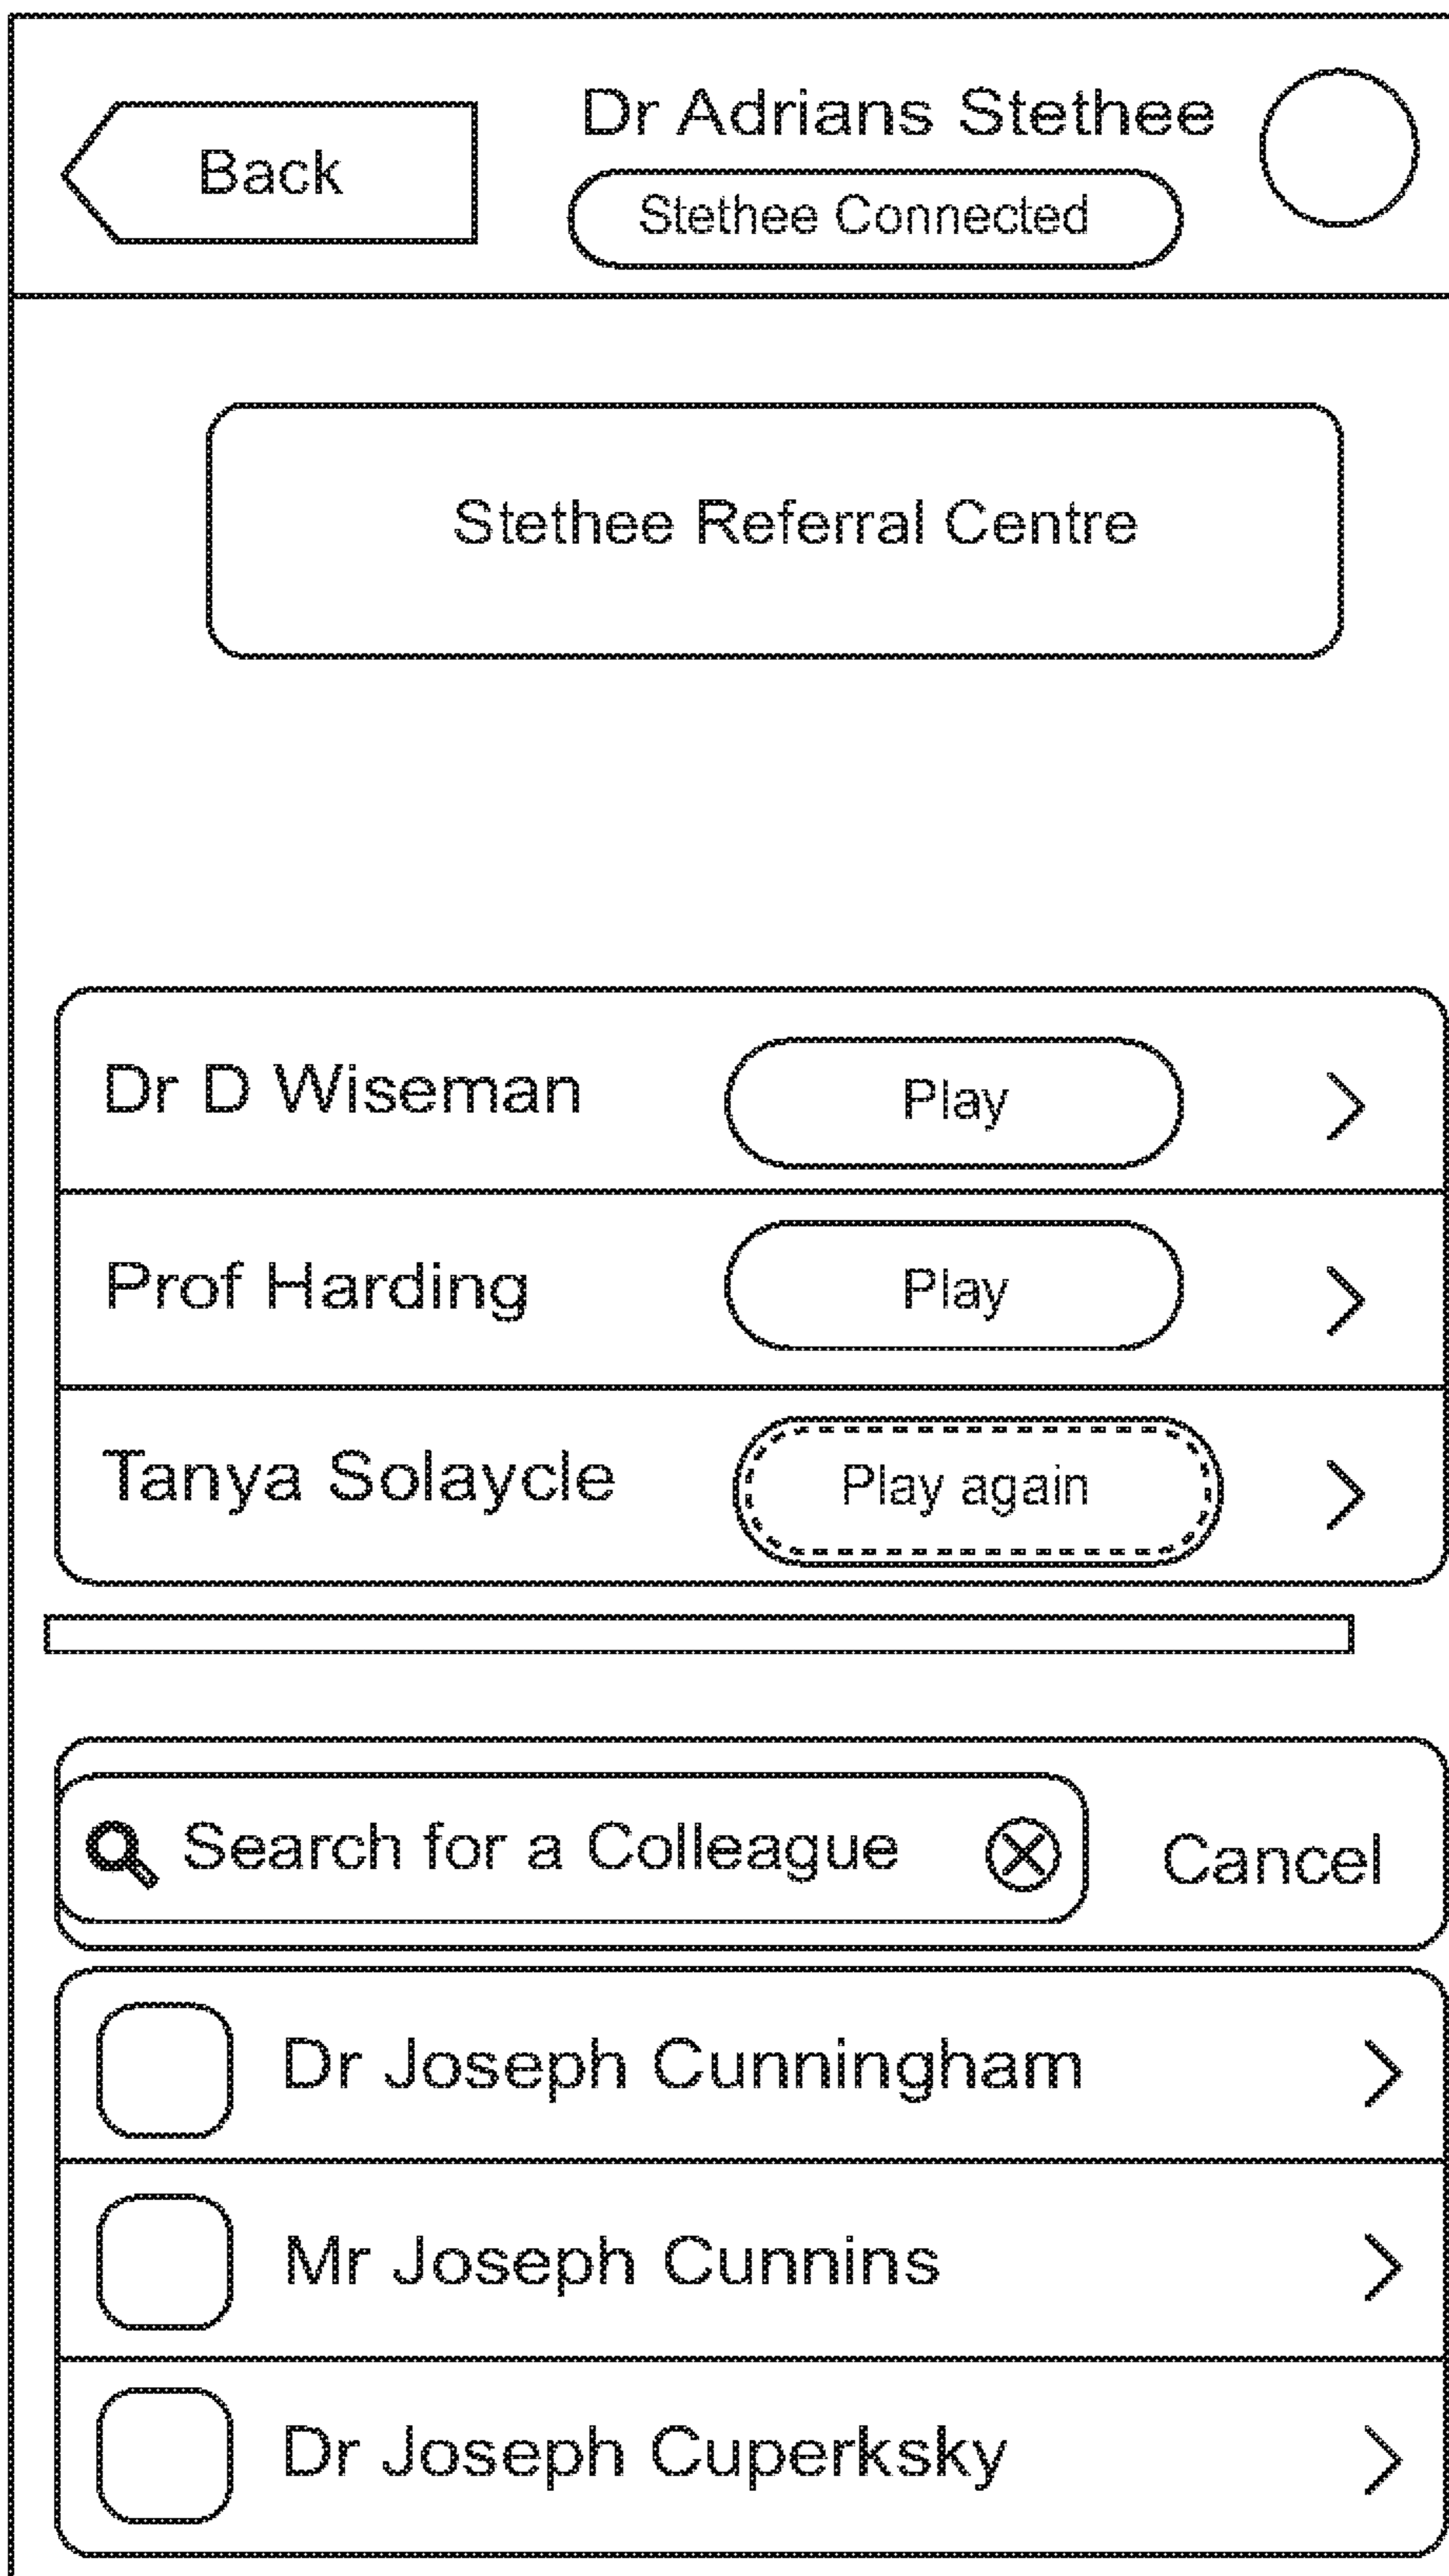 Back
Dr Adrians Stethee
Stethee Connected
Stethee Referral Centre
Dr D Wiseman Play
Prof Harding Play
Tanya Solaycle Play again
Search for a Colleague Cancel
Dr Joseph Cunningham
Mr Joseph Cunnins
Dr Joseph Cuperksky